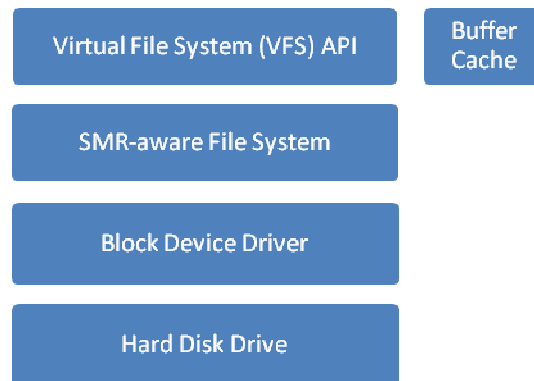 Virtual File System (VFS) API
Buffer
Cache
SMR-aware File System
Block Device Driver
Hard Disk Drive